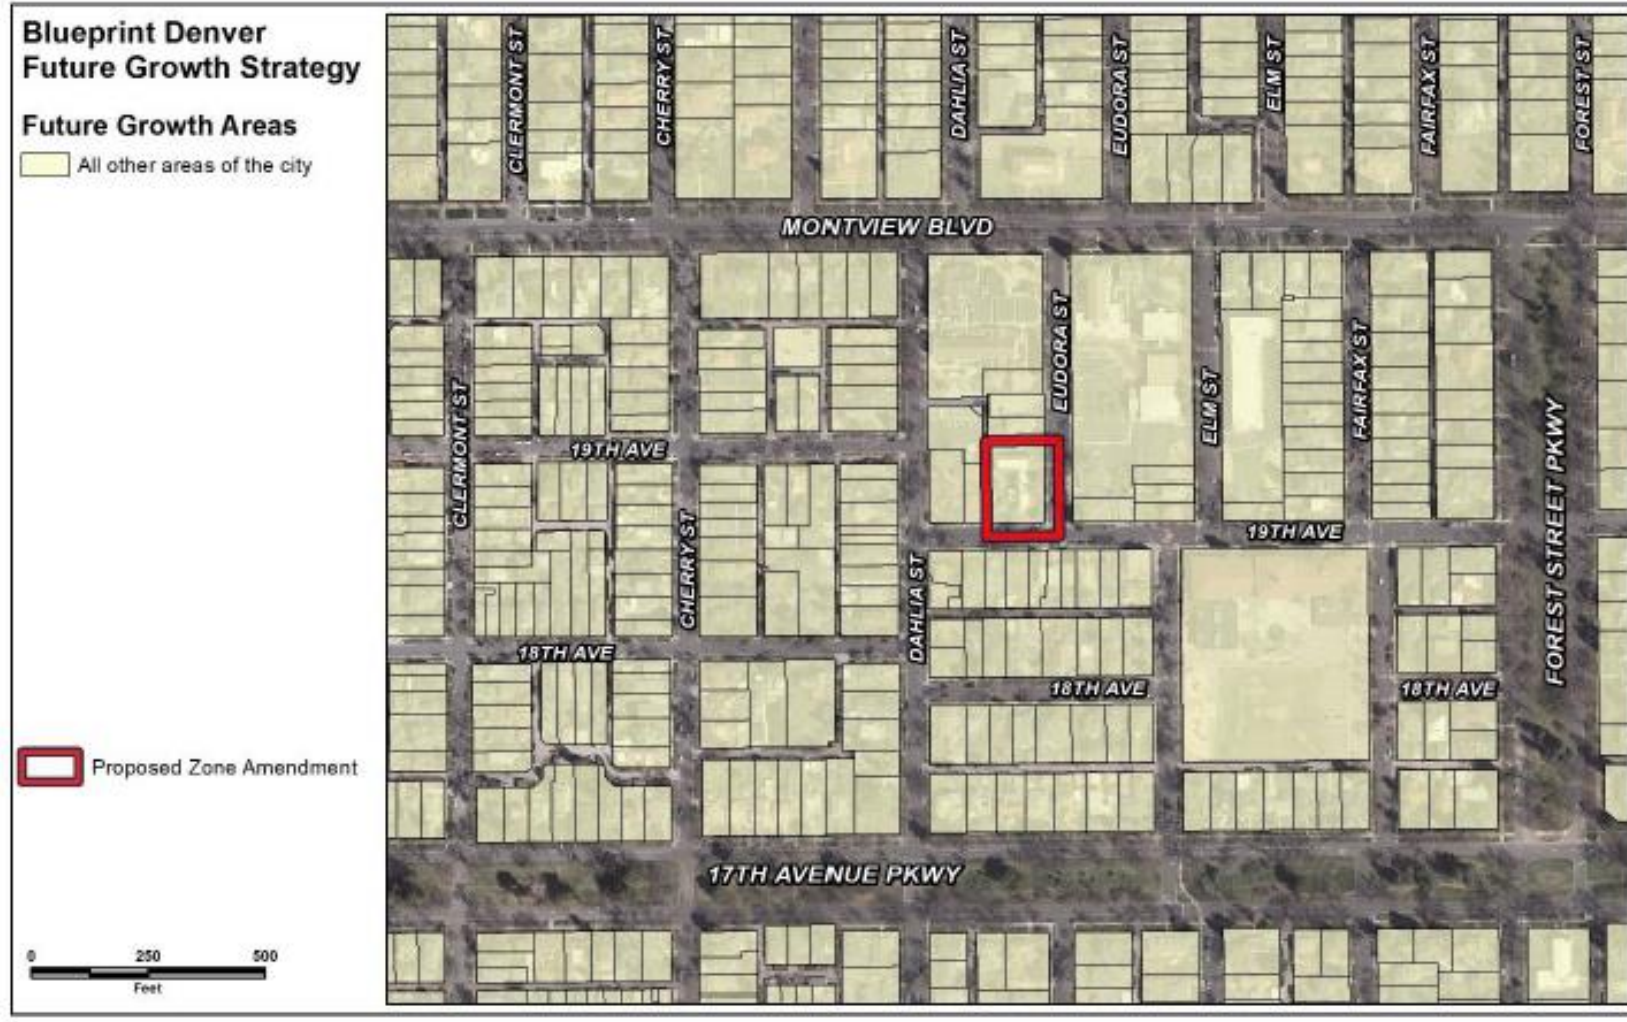 Blueprint Denver
Future Growth Strategy
Future Growth Areas
All other areas of the city
Proposed Zone Amendment
0 250 500
Feet
CLERMONT ST
CHERRY ST
DAHLIA ST
EUDORA ST
ELM ST
FAIRFAX ST
FOREST ST
MONTVIEW BLVD
CLERMONT ST
19TH AVE
CHERRY ST
18TH AVE
DAHLIA ST
EUDORA ST
ELM ST
FAIRFAX ST
19TH AVE
FOREST STREET PKWY
18TH AVE
18TH AVE
17TH AVENUE PKWY